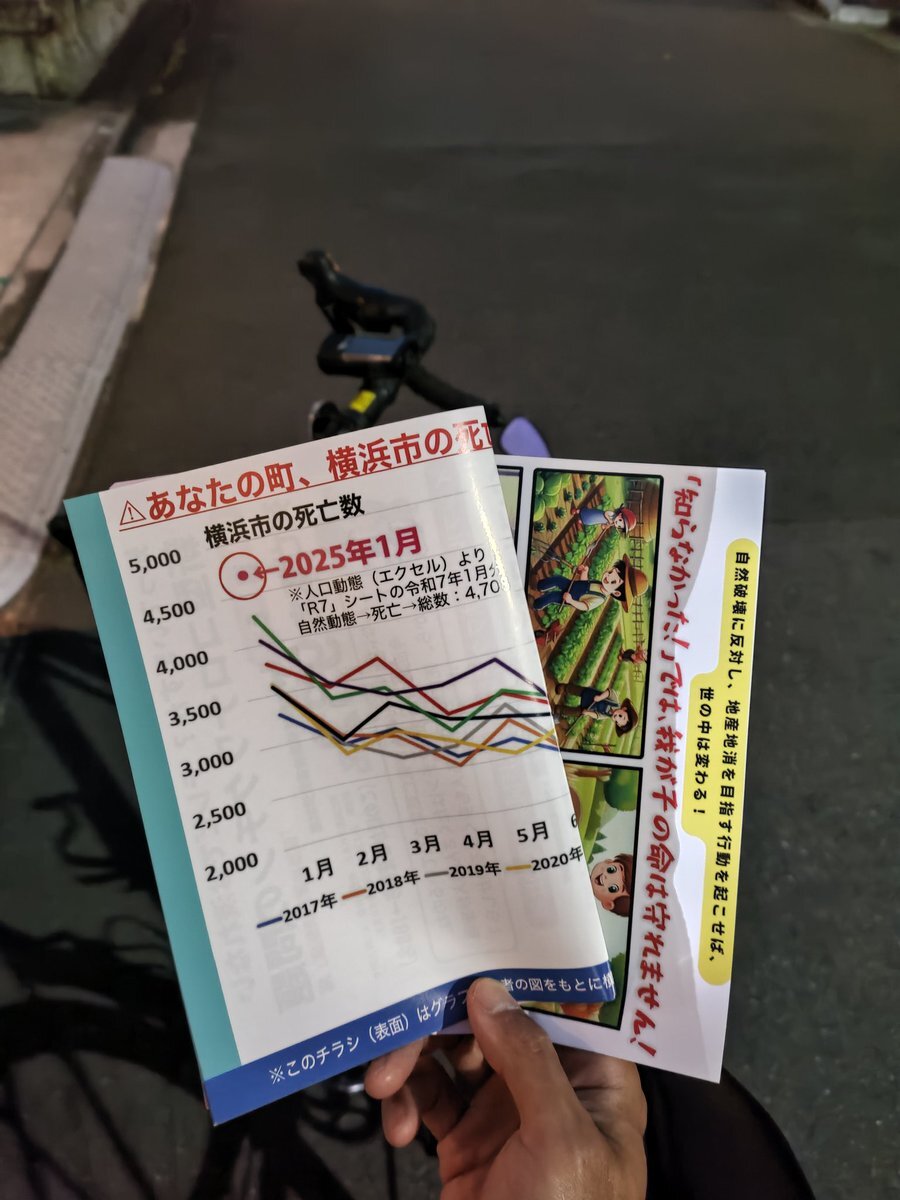 ⚠あなたの町、横浜市の死
横浜市の死亡数
←2025年1月
※人口動態（エクセル）より
「R7」シートの令和7年1月分
自然動態→死亡→総数：4,70
5,000
4,500
4,000
3,500
3,000
2,500
2,000
1月 2月 3月 4月 5月
2017年 2018年 2019年 2020年
※このチラシ（表面）はグラフ
者の図をもとに横
自然破壊に反対し、地産地消を目指す行動を起こせば、
世の中は変わる！
「知らなかった！」では、我が子の命は守れません！